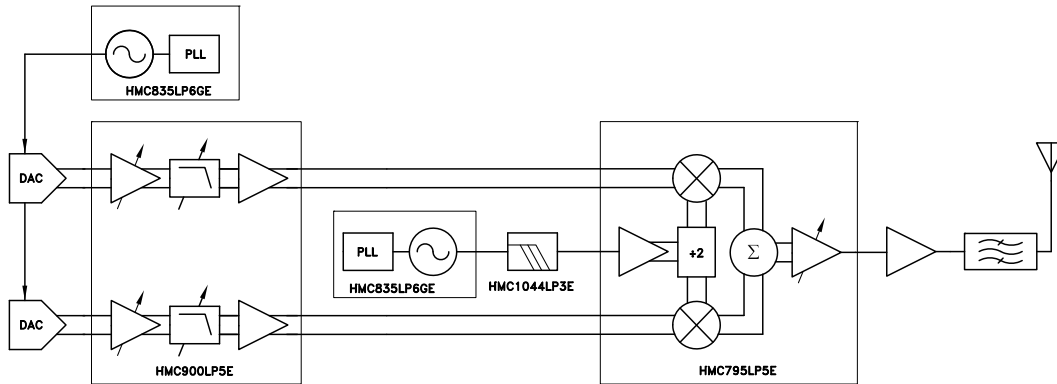 PLL
HMC835LP6GE
DAC
PLL
+2
Σ
HMC835LP6GE
HMC1044LP3E
DAC
HMC900LP5E
HMC795LP5E